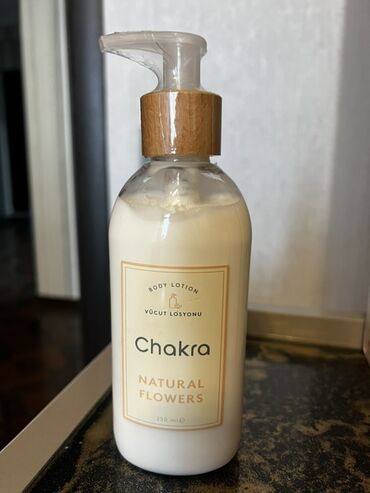 BODY LOTION
VÜCUT LOSYONU
Chakra
NATURAL
FLOWERS
250 ml ℮